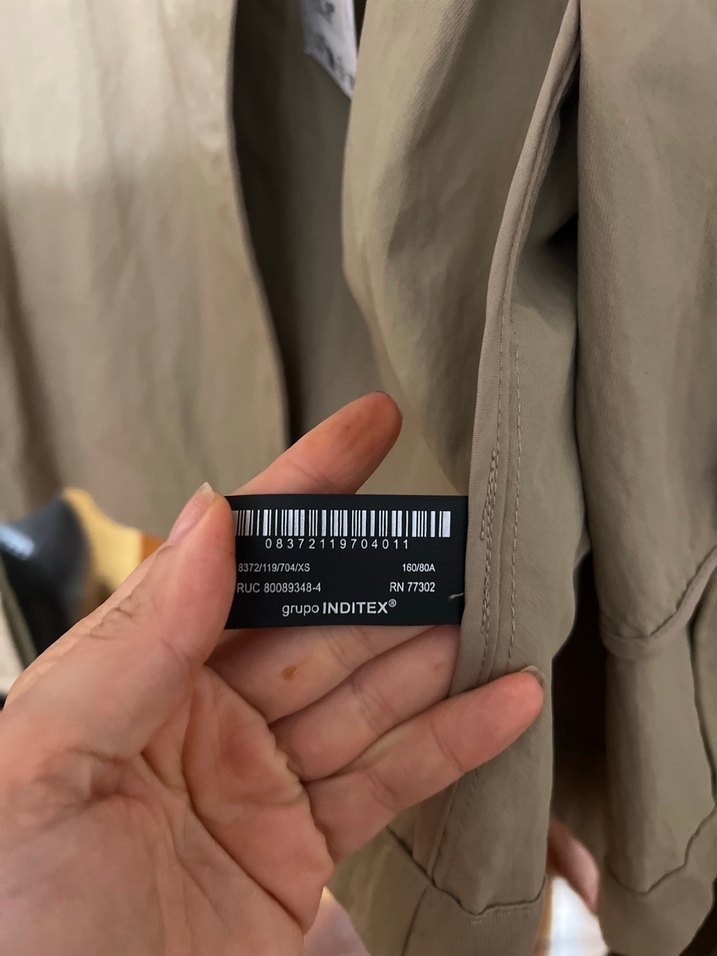 08372119704011
8372/119/704/XS 160/80A
RUC 80089348-4 RN 77302
grupo INDITEX®